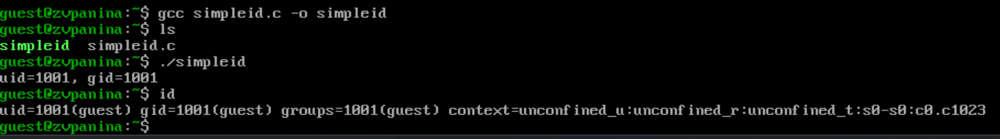 guest@zvpanina:~$ gcc simpleid.c -o simpleid
guest@zvpanina:~$ ls
simpleid  simpleid.c
guest@zvpanina:~$ ./simpleid
uid=1001, gid=1001
guest@zvpanina:~$ id
uid=1001(guest) gid=1001(guest) groups=1001(guest) context=unconfined_u:unconfined_r:unconfined_t:s0-s0:c0.c1023
guest@zvpanina:~$